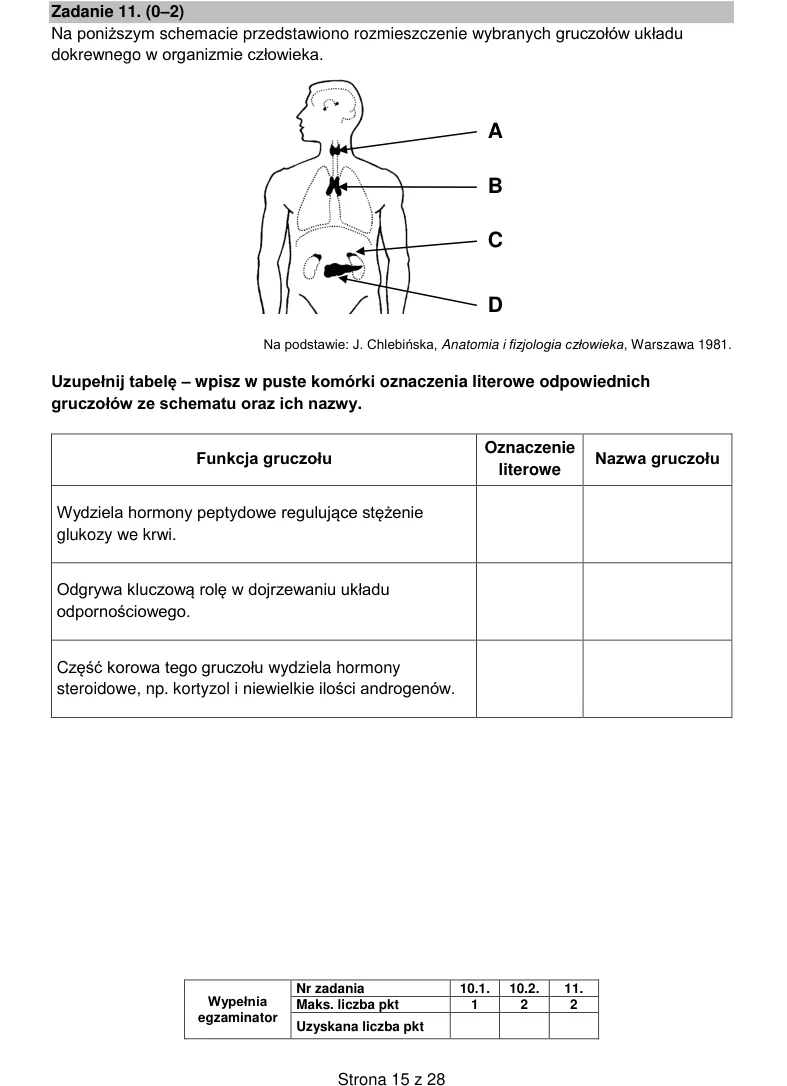 Zadanie 11. (0–2)
Na poniższym schemacie przedstawiono rozmieszczenie wybranych gruczołów układu
dokrewnego w organizmie człowieka.
A
B
C
D
Na podstawie: J. Chlebińska, Anatomia i fizjologia człowieka, Warszawa 1981.
Uzupełnij tabelę – wpisz w puste komórki oznaczenia literowe odpowiednich
gruczołów ze schematu oraz ich nazwy.
Funkcja gruczołu
Oznaczenie
literowe
Nazwa gruczołu
Wydziela hormony peptydowe regulujące stężenie
glukozy we krwi.
Odgrywa kluczową rolę w dojrzewaniu układu
odpornościowego.
Część korowa tego gruczołu wydziela hormony
steroidowe, np. kortyzol i niewielkie ilości androgenów.
Wypełnia
egzaminator
Nr zadania 10.1. 10.2. 11.
Maks. liczba pkt 1 2 2
Uzyskana liczba pkt
Strona 15 z 28